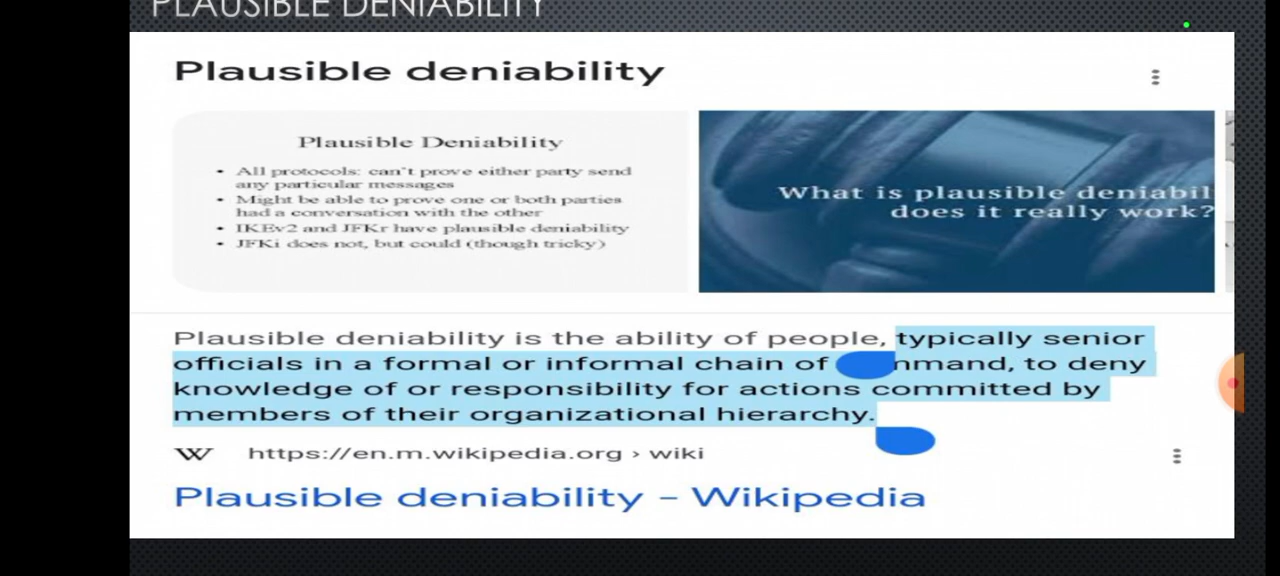 PLAUSIBLE DENIABILITY
Plausible deniability
Plausible Deniability
• All protocols: can't prove either party send
any particular messages
• Might be able to prove one or both parties
had a conversation with the other
• IKEv2 and JFKr have plausible deniability
• JFKi does not, but could (though tricky)
What is plausible deniabil
does it really work?
Plausible deniability is the ability of people, typically senior
officials in a formal or informal chain of nmand, to deny
knowledge of or responsibility for actions committed by
members of their organizational hierarchy.
W https://en.m.wikipedia.org › wiki
Plausible deniability - Wikipedia